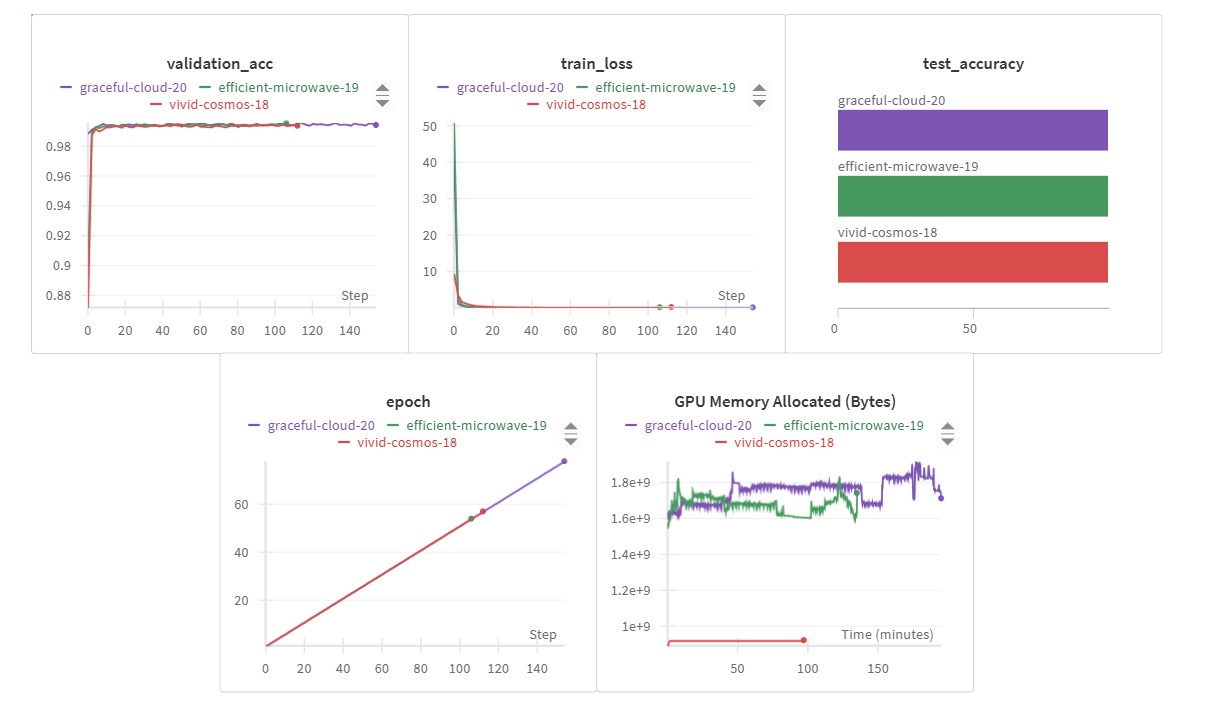 validation_acc
graceful-cloud-20 efficient-microwave-19
vivid-cosmos-18
0.98
0.96
0.94
0.92
0.9
0.88
Step
0 20 40 60 80 100 120 140
train_loss
graceful-cloud-20 efficient-microwave-19
vivid-cosmos-18
50
40
30
20
10
Step
0 20 40 60 80 100 120 140
test_accuracy
graceful-cloud-20
efficient-microwave-19
vivid-cosmos-18
0 50
epoch
graceful-cloud-20 efficient-microwave-19
vivid-cosmos-18
60
40
20
Step
0 20 40 60 80 100 120 140
GPU Memory Allocated (Bytes)
graceful-cloud-20 efficient-microwave-19
vivid-cosmos-18
1.8e+9
1.6e+9
1.4e+9
1.2e+9
1e+9
Time (minutes)
50 100 150